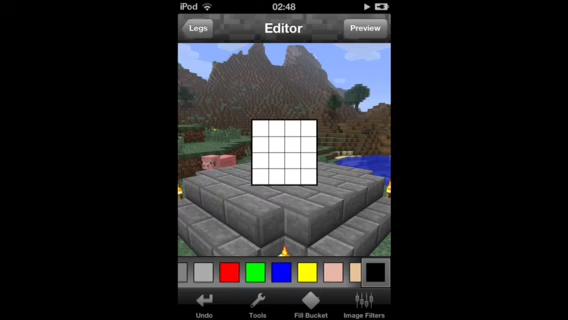 iPod 02:48
Legs Editor Preview
Undo Tools Fill Bucket Image Filters